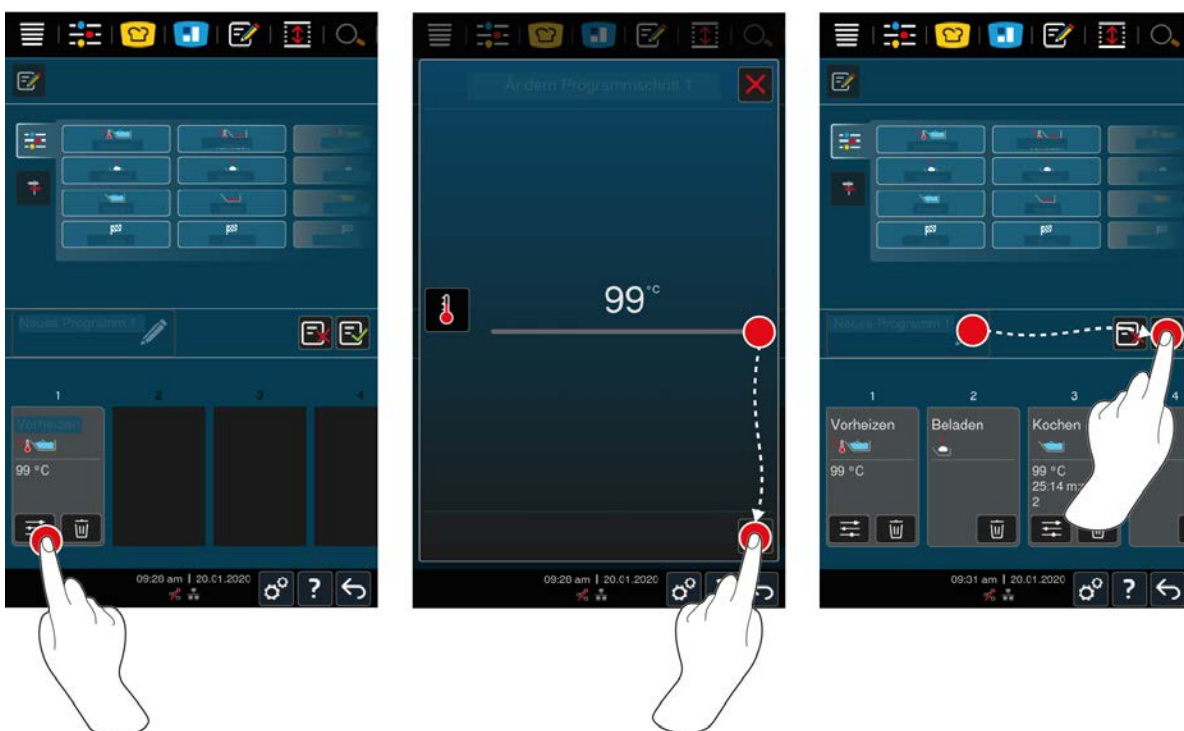 Neues Programm 1
1
2
3
4
Vorheizen
99 °C
09:28 am | 20.01.2020
?
Ändern Programmschritt 1
99 °C
09:28 am | 20.01.2020
Neues Programm 1
1
2
3
4
Vorheizen
Beladen
Kochen
99 °C
99 °C
2
09:31 am | 20.01.2020
?